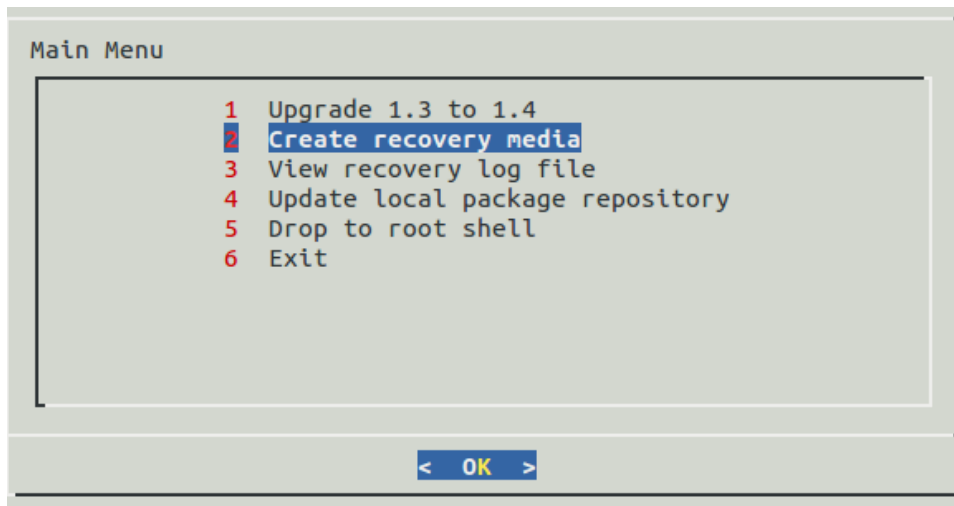 Main Menu
1 Upgrade 1.3 to 1.4
2 Create recovery media
3 View recovery log file
4 Update local package repository
5 Drop to root shell
6 Exit
< OK >